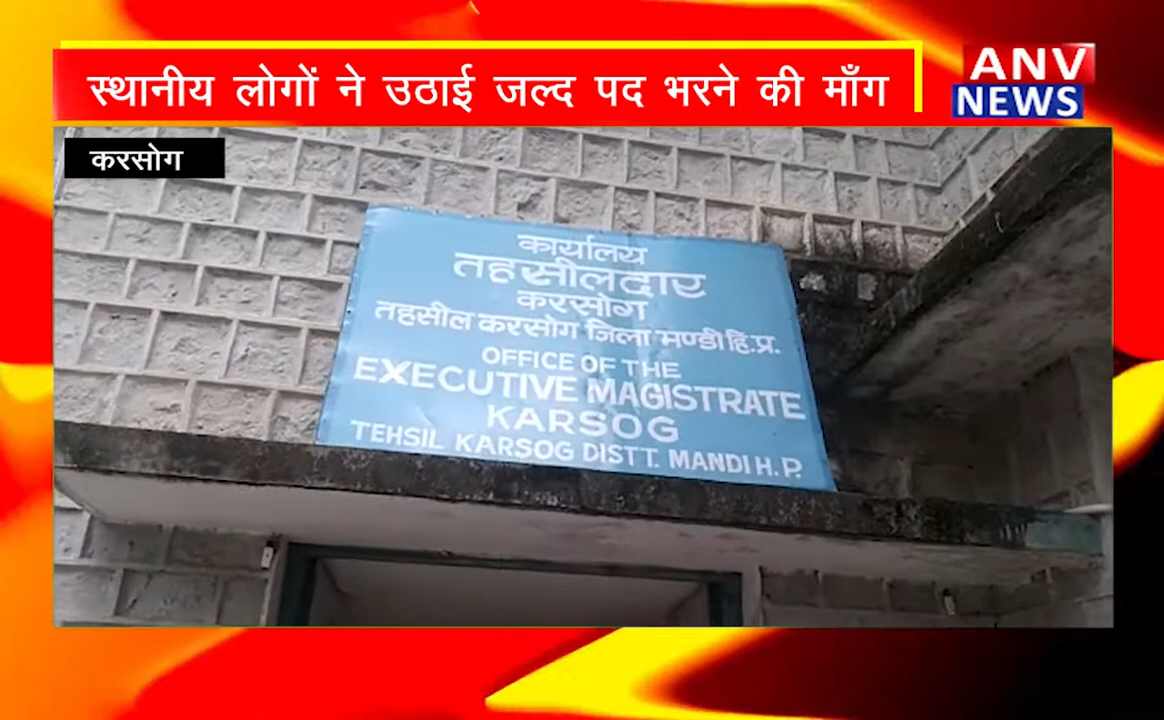 स्थानीय लोगों ने उठाई जल्द पद भरने की माँग
ANV
NEWS
करसोग
कार्यालय
तहसीलदार
करसोग
तहसील करसोग जिला मण्डी हि.प्र.
OFFICE OF THE
EXECUTIVE MAGISTRATE
KARSOG
TEHSIL KARSOG DISTT. MANDI H.P.